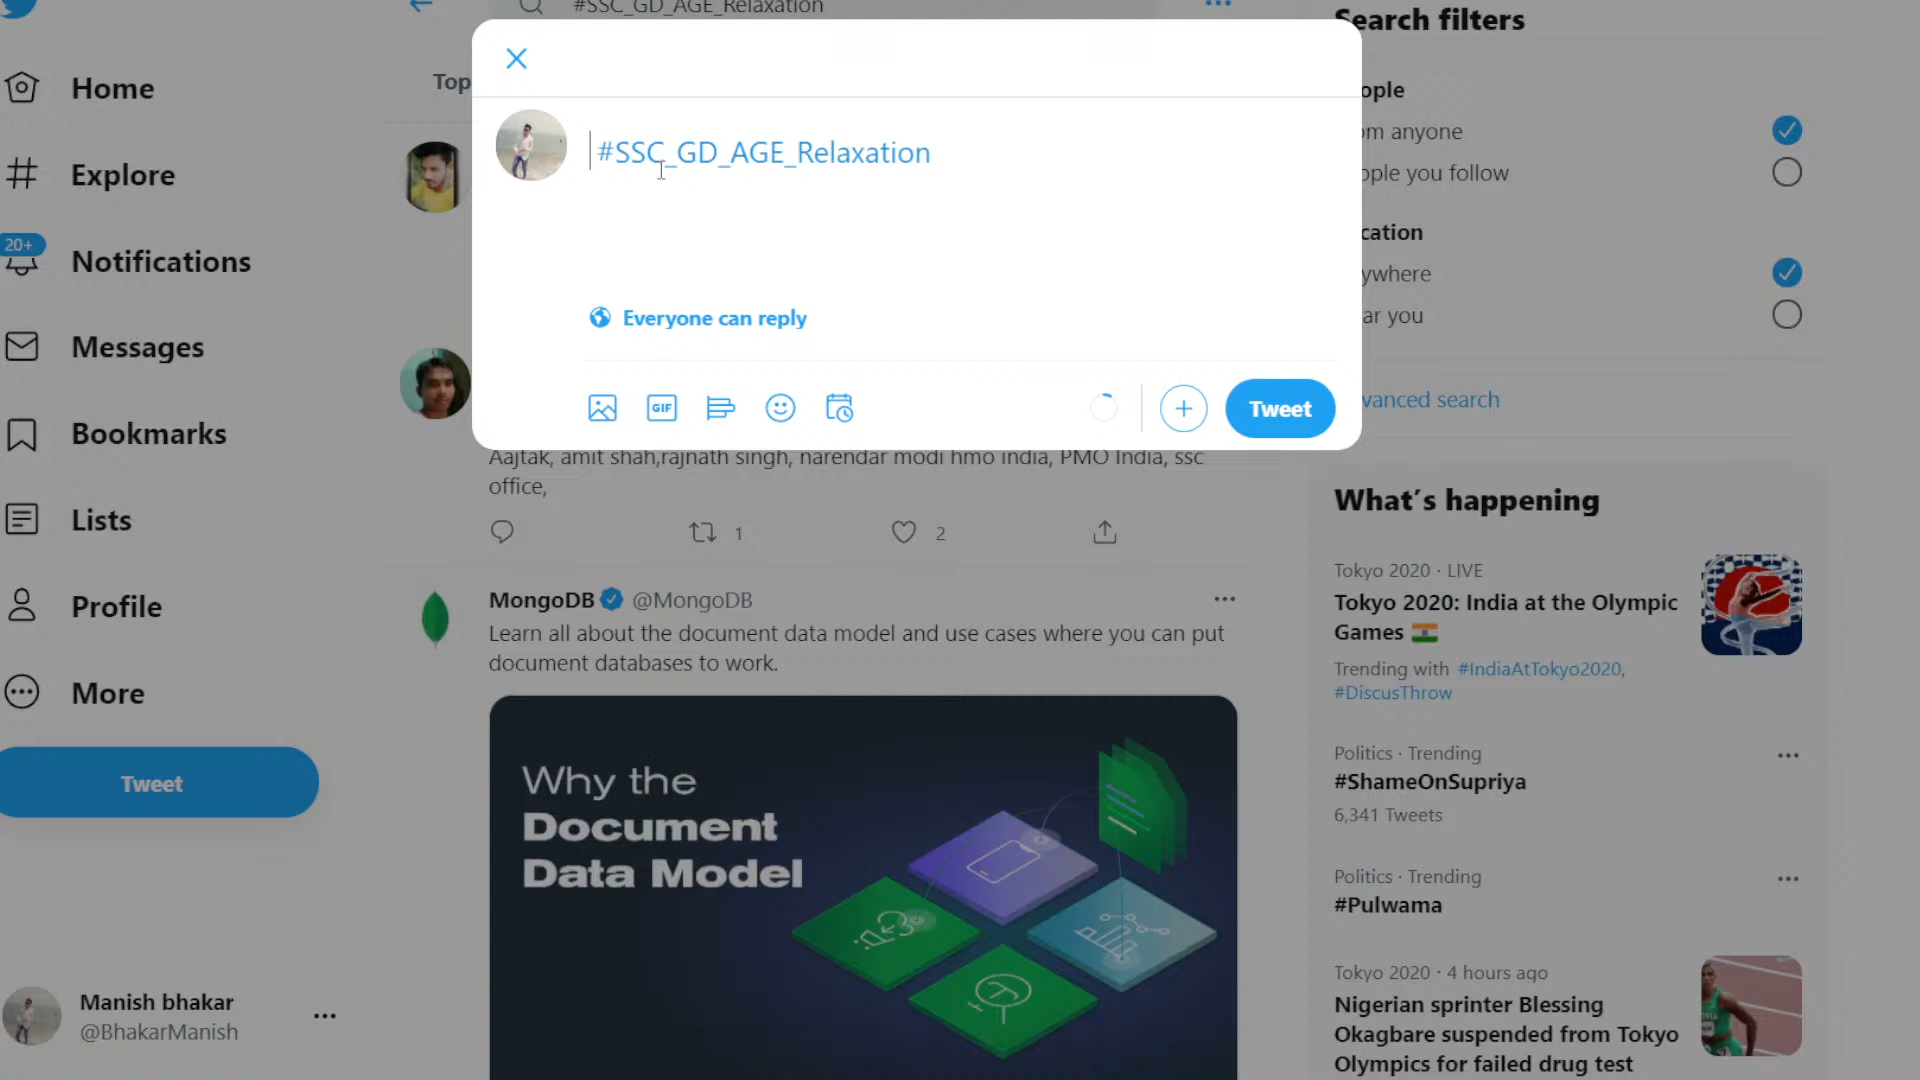 #SSC_GD_AGE_Relaxation
Home
Explore
20+
Notifications
Messages
Bookmarks
Lists
Profile
More
Tweet
Manish bhakar
@BhakarManish
Top
#SSC_GD_AGE_Relaxation
Everyone can reply
GIF
Tweet
Aajtak, amit shah,rajnath singh, narendar modi hmo india, PMO India, ssc
office,
1
2
MongoDB @MongoDB
Learn all about the document data model and use cases where you can put
document databases to work.
Why the
Document
Data Model
Search filters
ople
om anyone
ople you follow
cation
ywhere
ar you
vanced search
What's happening
Tokyo 2020 · LIVE
Tokyo 2020: India at the Olympic
Games
Trending with #IndiaAtTokyo2020,
#DiscusThrow
Politics · Trending
#ShameOnSupriya
6,341 Tweets
Politics · Trending
#Pulwama
Tokyo 2020 · 4 hours ago
Nigerian sprinter Blessing
Okagbare suspended from Tokyo
Olympics for failed drug test